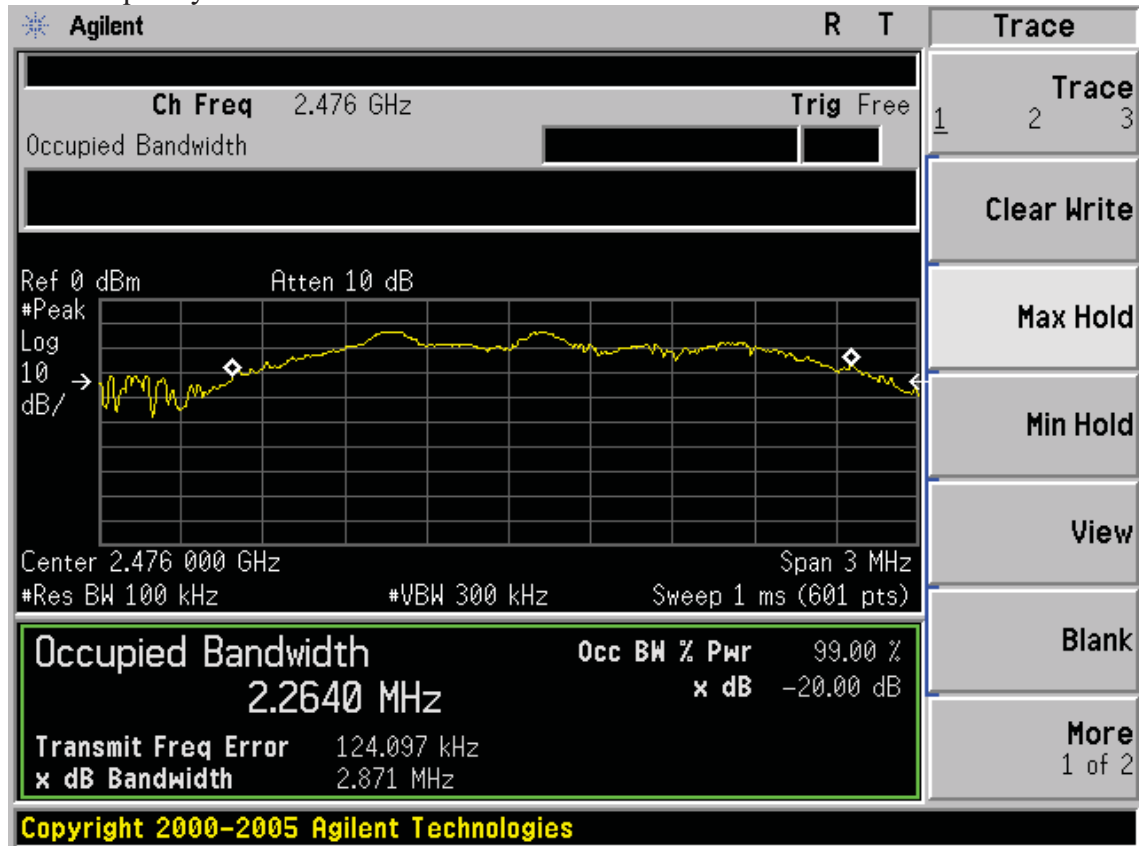 Agilent R T Trace
Ch Freq 2.476 GHz Trig Free
Occupied Bandwidth
Trace
1 2 3
Clear Write
Max Hold
Min Hold
View
Blank
More
1 of 2
Ref 0 dBm Atten 10 dB
#Peak
Log
10
dB/
Center 2.476 000 GHz Span 3 MHz
#Res BW 100 kHz #VBW 300 kHz Sweep 1 ms (601 pts)
Occupied Bandwidth Occ BW % Pwr 99.00 %
2.2640 MHz x dB -20.00 dB
Transmit Freq Error 124.097 kHz
x dB Bandwidth 2.871 MHz
Copyright 2000-2005 Agilent Technologies